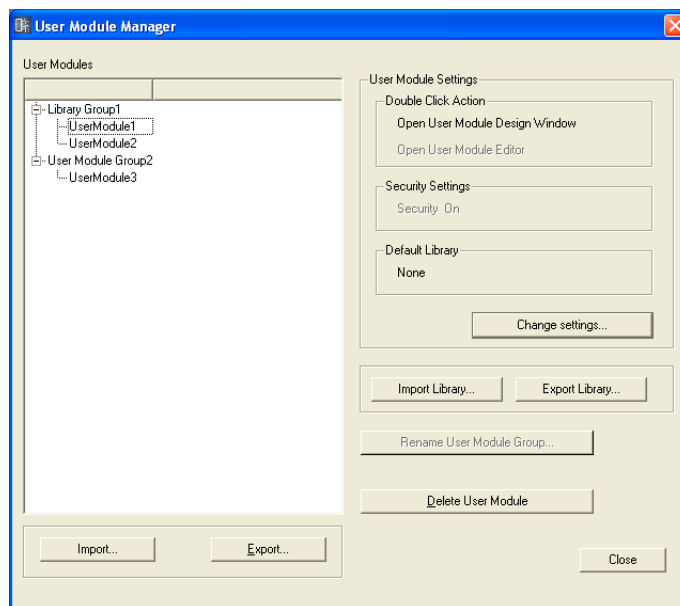 User Module Manager
User Modules
Library Group1
UserModule1
UserModule2
User Module Group2
UserModule3
Import...
Export...
User Module Settings
Double Click Action
Open User Module Design Window
Open User Module Editor
Security Settings
Security On
Default Library
None
Change settings...
Import Library...
Export Library...
Rename User Module Group...
Delete User Module
Close